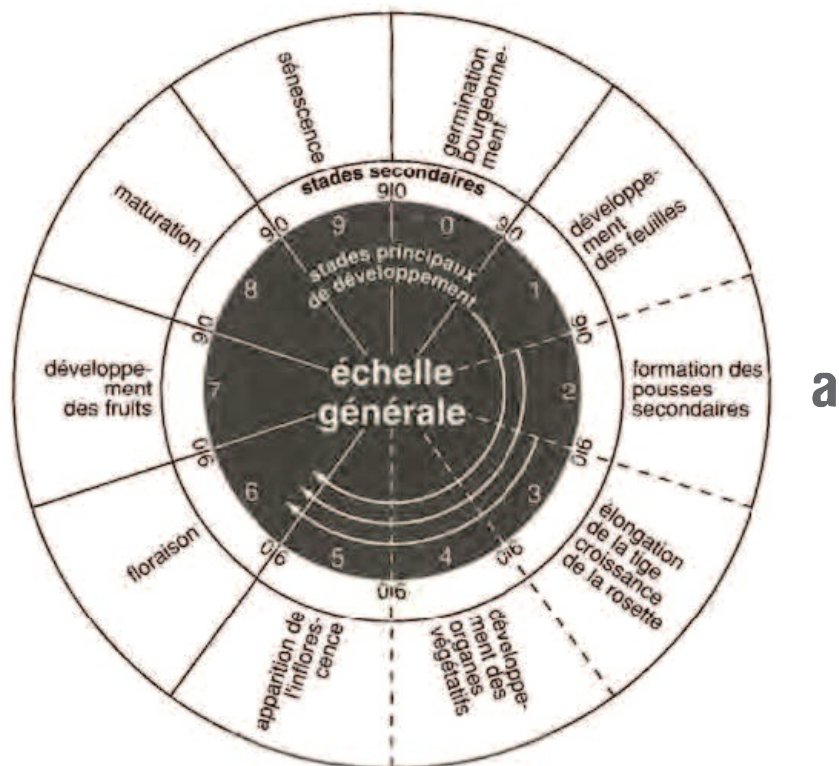 germination
bourgeonne-
ment
développe-
ment
des feuilles
formation des
pousses
secondaires
élongation
de la tige
croissance
de la rosette
développe-
ment des
organes
végétatifs
apparition de
l'inflores-
cence
floraison
développe-
ment
des fruits
maturation
sénescence
stades secondaires
9|0
9|0
9|0
9|0
9|0
9|0
9|0
9|0
9|0
9|0
0
1
2
3
4
5
6
7
8
9
stades principaux
de développement
échelle
générale
a